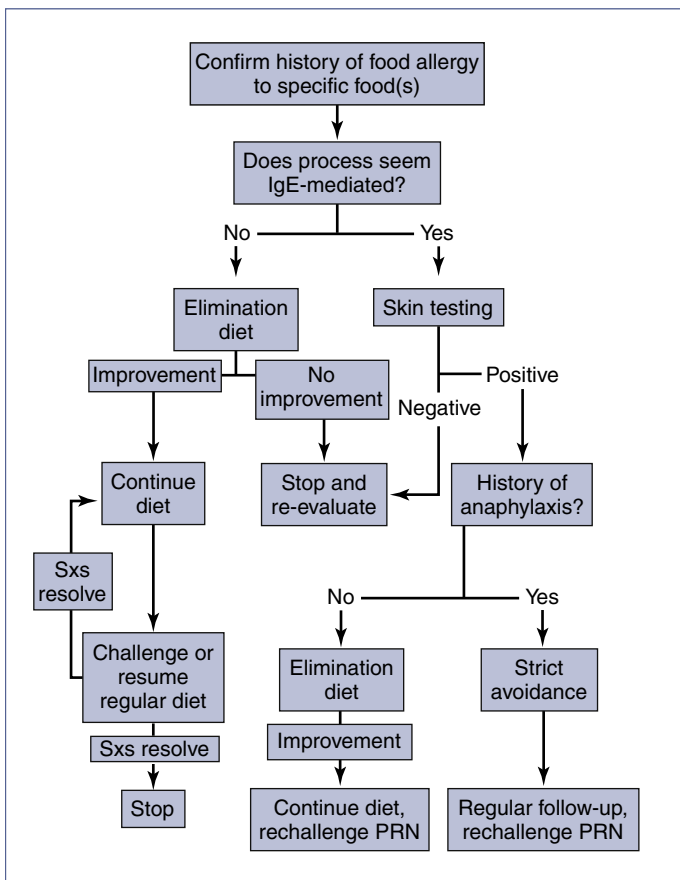 Confirm history of food allergy
to specific food(s)
Does process seem
IgE-mediated?
No
Yes
Elimination
diet
Skin testing
Improvement
No
improvement
Positive
Negative
Continue
diet
Stop and
re-evaluate
History of
anaphylaxis?
Sxs
resolve
No
Yes
Challenge or
resume
regular diet
Elimination
diet
Strict
avoidance
Sxs resolve
Improvement
Stop
Continue diet,
rechallenge PRN
Regular follow-up,
rechallenge PRN